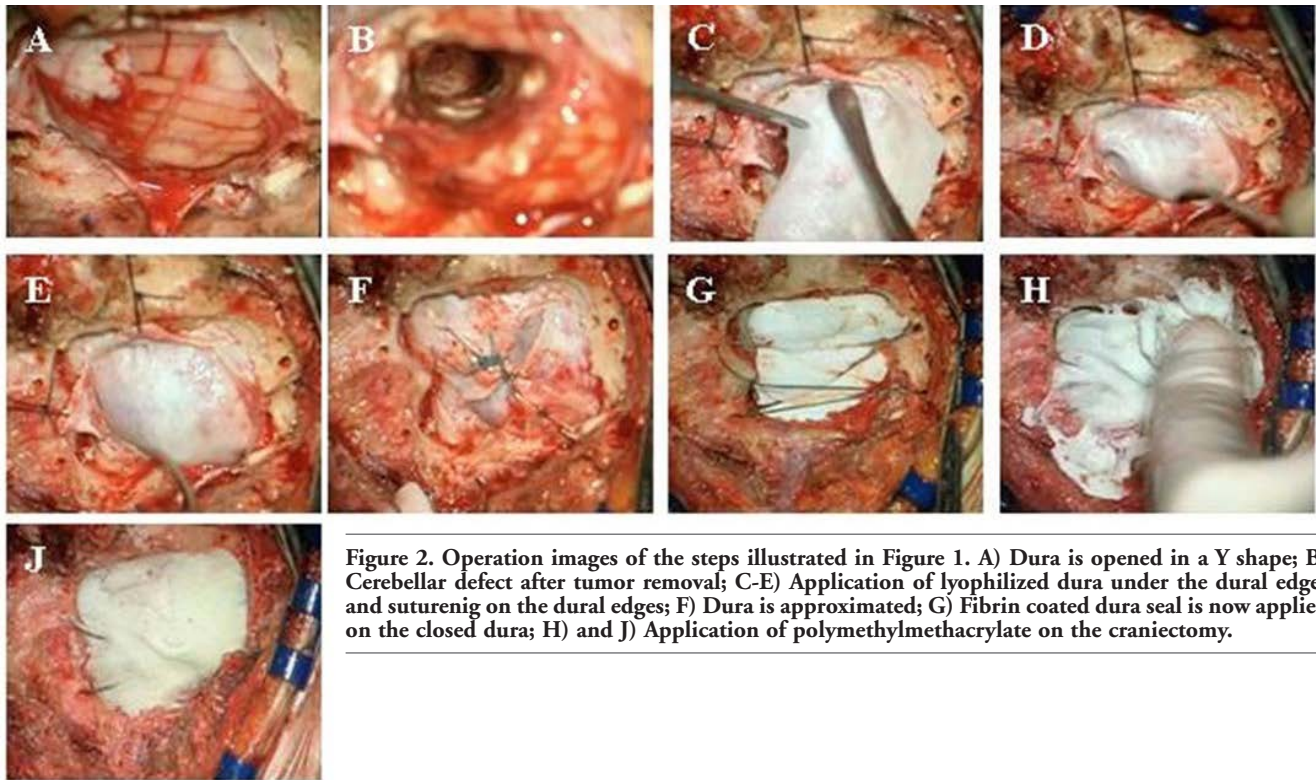 A
B
C
D
E
F
G
H
J
Figure 2. Operation images of the steps illustrated in Figure 1. A) Dura is opened in a Y shape; B
Cerebellar defect after tumor removal; C-E) Application of lyophilized dura under the dural edge
and suturenig on the dural edges; F) Dura is approximated; G) Fibrin coated dura seal is now applie
on the closed dura; H) and J) Application of polymethylmethacrylate on the craniectomy.